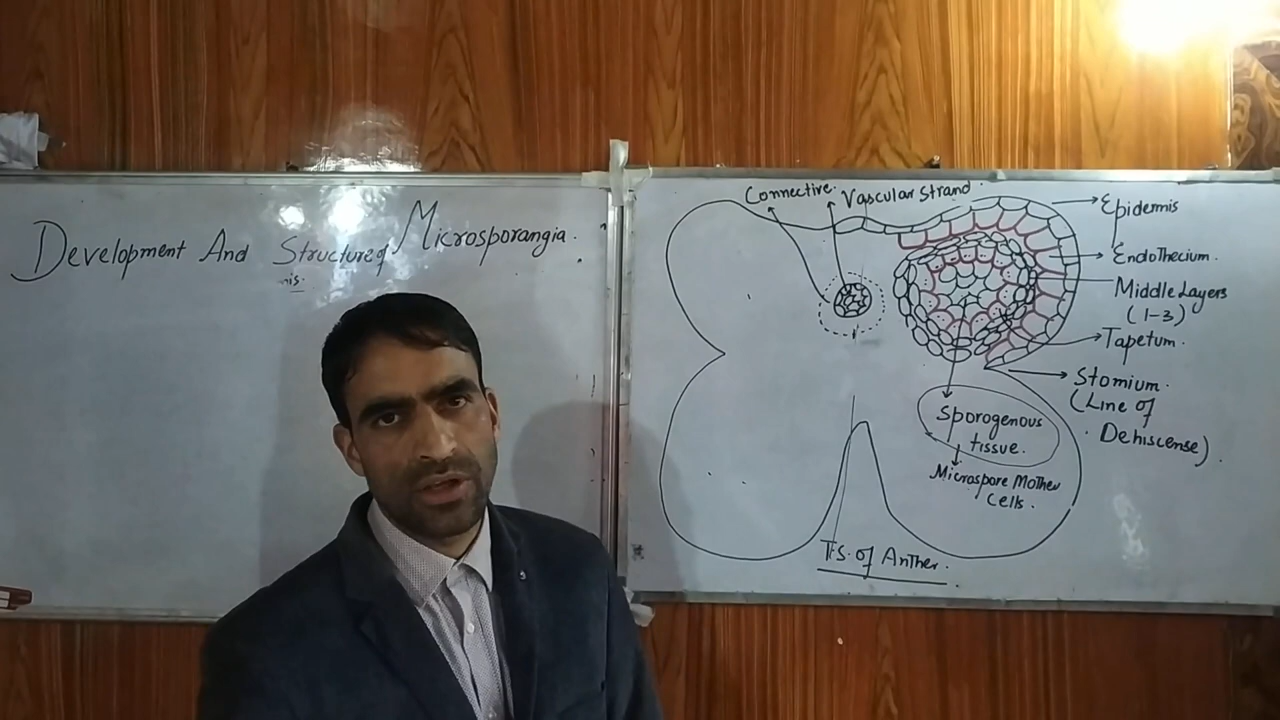 Development And Structure of Microsporangia.
nis.
Connective.
Vascular Strand.
Epidermis
Endothecium.
Middle Layers
(1-3)
Tapetum.
Stomium.
(Line of
Dehiscense).
Sporogenous
tissue.
Microspore Mother
Cells.
T.S. of Anther.